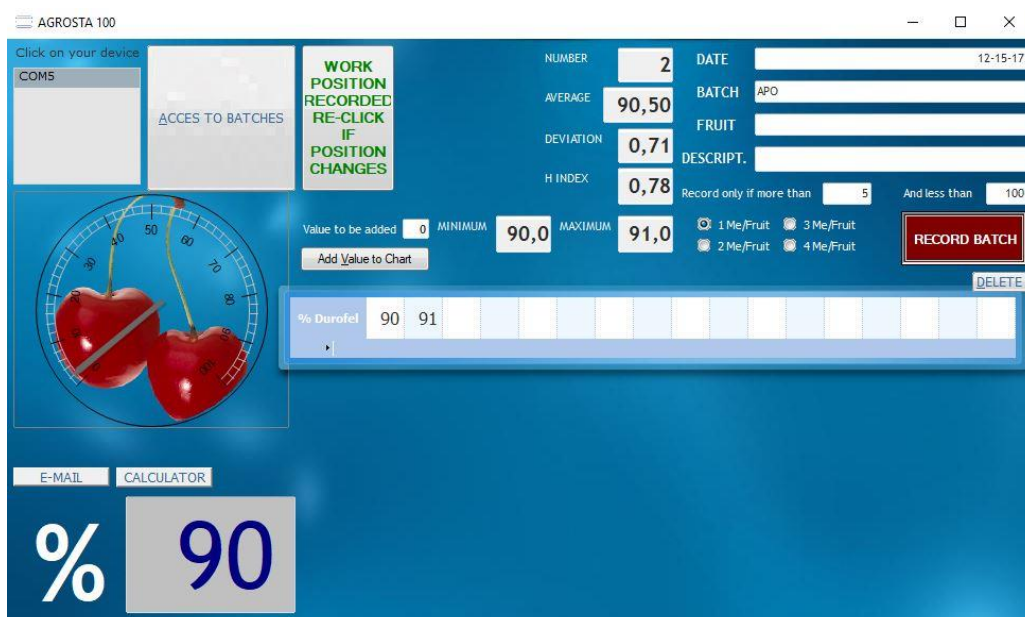 AGROSTA 100
Click on your device
COM5
ACCES TO BATCHES
WORK
POSITION
RECORDED
RE-CLICK
IF
POSITION
CHANGES
NUMBER 2
AVERAGE 90,50
DEVIATION 0,71
H INDEX 0,78
DATE 12-15-17
BATCH APO
FRUIT
DESCRIPT.
Record only if more than 5 And less than 100
Value to be added 0 MINIMUM 90,0 MAXIMUM 91,0
Add Value to Chart
1 Me/Fruit 3 Me/Fruit
2 Me/Fruit 4 Me/Fruit
RECORD BATCH
DELETE
% Durofel 90 91
20 30 40 50 60 70 80
100
E-MAIL CALCULATOR
% 90